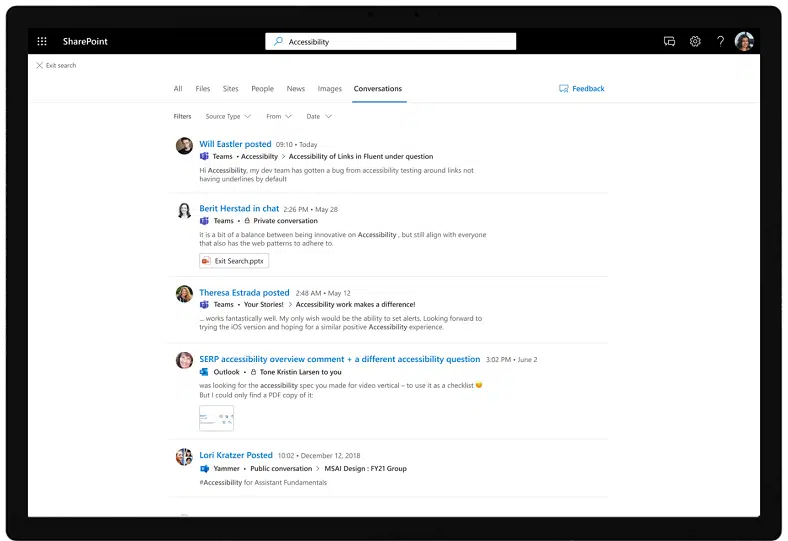 SharePoint
Accessibility
Exit search
All Files Sites People News Images Conversations
Feedback
Filters Source Type From Date
Will Eastler posted 09:10 • Today
Teams • Accessibilty > Accessibility of Links in Fluent under question
Hi Accessibility, my dev team has gotten a bug from accessibility testing around links not
having underlines by default
Berit Herstad in chat 2:26 PM • May 28
Teams • Private conversation
it is a bit of a balance between being innovative on Accessibility , but still align with everyone
that also has the web patterns to adhere to.
Exit Search.pptx
Theresa Estrada posted 2:48 AM • May 12
Teams • Your Stories! > Accessibility work makes a difference!
... works fantastically well. My only wish would be the ability to set alerts. Looking forward to
trying the iOS version and hoping for a similar positive Accessibility experience.
SERP accessibility overview comment + a different accessibility question 3:02 PM • June 2
Outlook • Tone Kristin Larsen to you
was looking for the accessibility spec you made for video vertical – to use it as a checklist 😊
But I could only find a PDF copy of it:
Lori Kratzer Posted 10:02 • December 12, 2018
Yammer • Public conversation > MSAI Design : FY21 Group
#Accessibility for Assistant Fundamentals